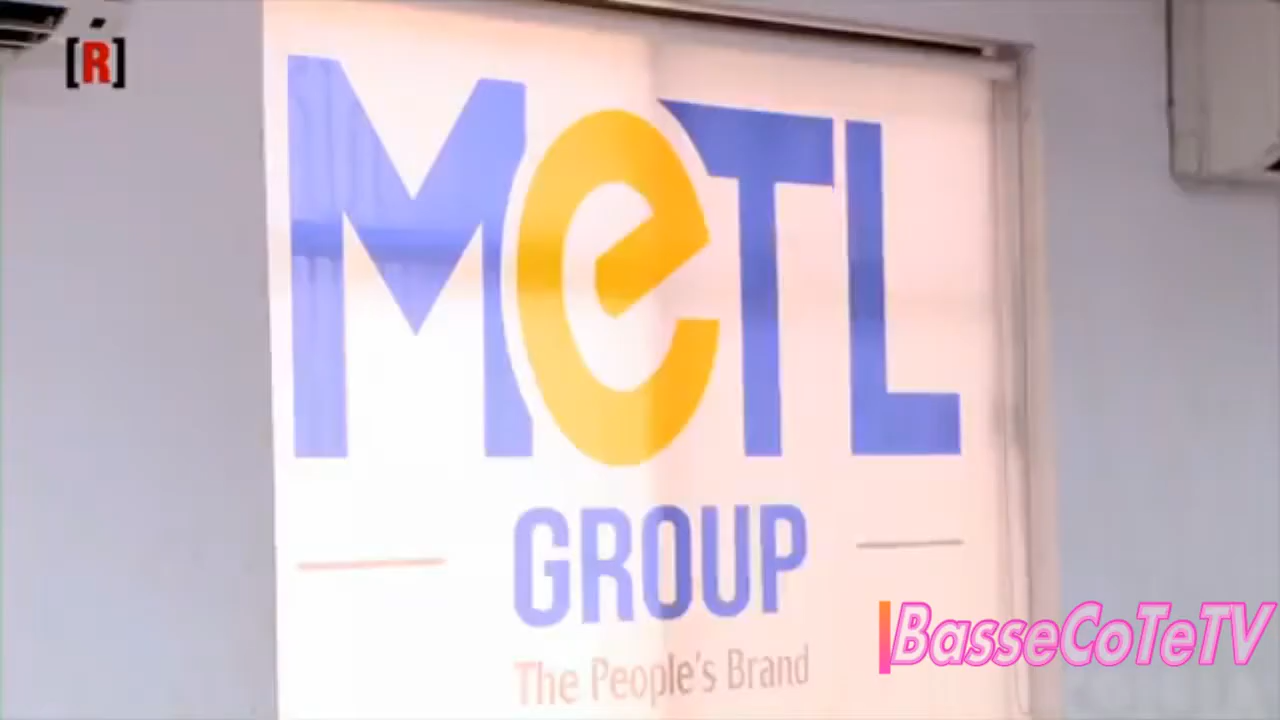 [R]
MeTL
GROUP
The People's Brand
BasseCoTeTV